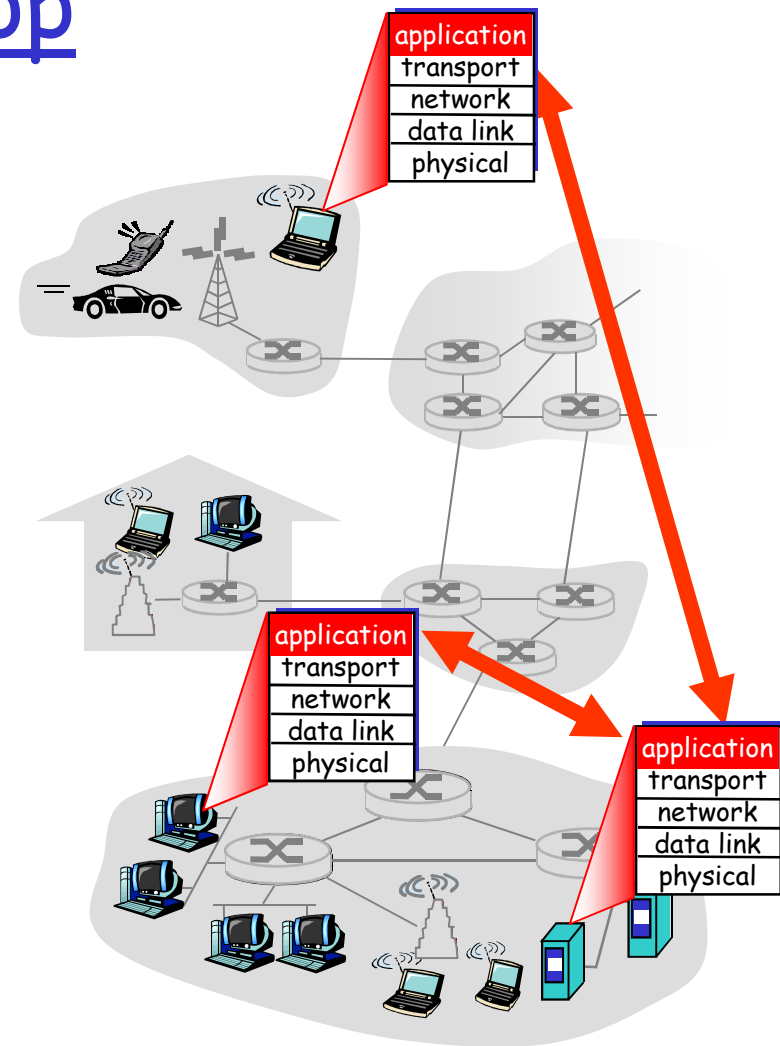 application
transport
network
data link
physical
application
transport
network
data link
physical
application
transport
network
data link
physical